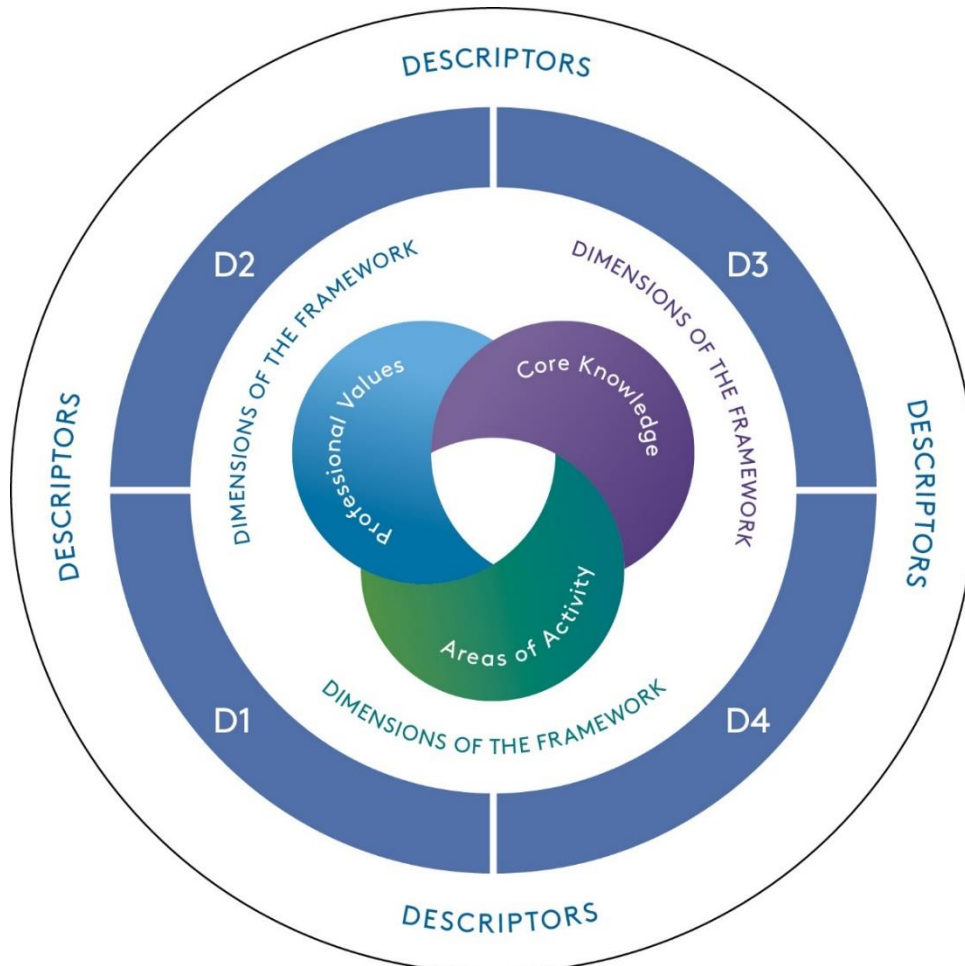 DESCRIPTORS
D2
D3
DIMENSIONS OF THE FRAMEWORK
DIMENSIONS OF THE FRAMEWORK
Professional Values
Core Knowledge
DESCRIPTORS
DESCRIPTORS
Areas of Activity
DIMENSIONS OF THE FRAMEWORK
D1
D4
DESCRIPTORS